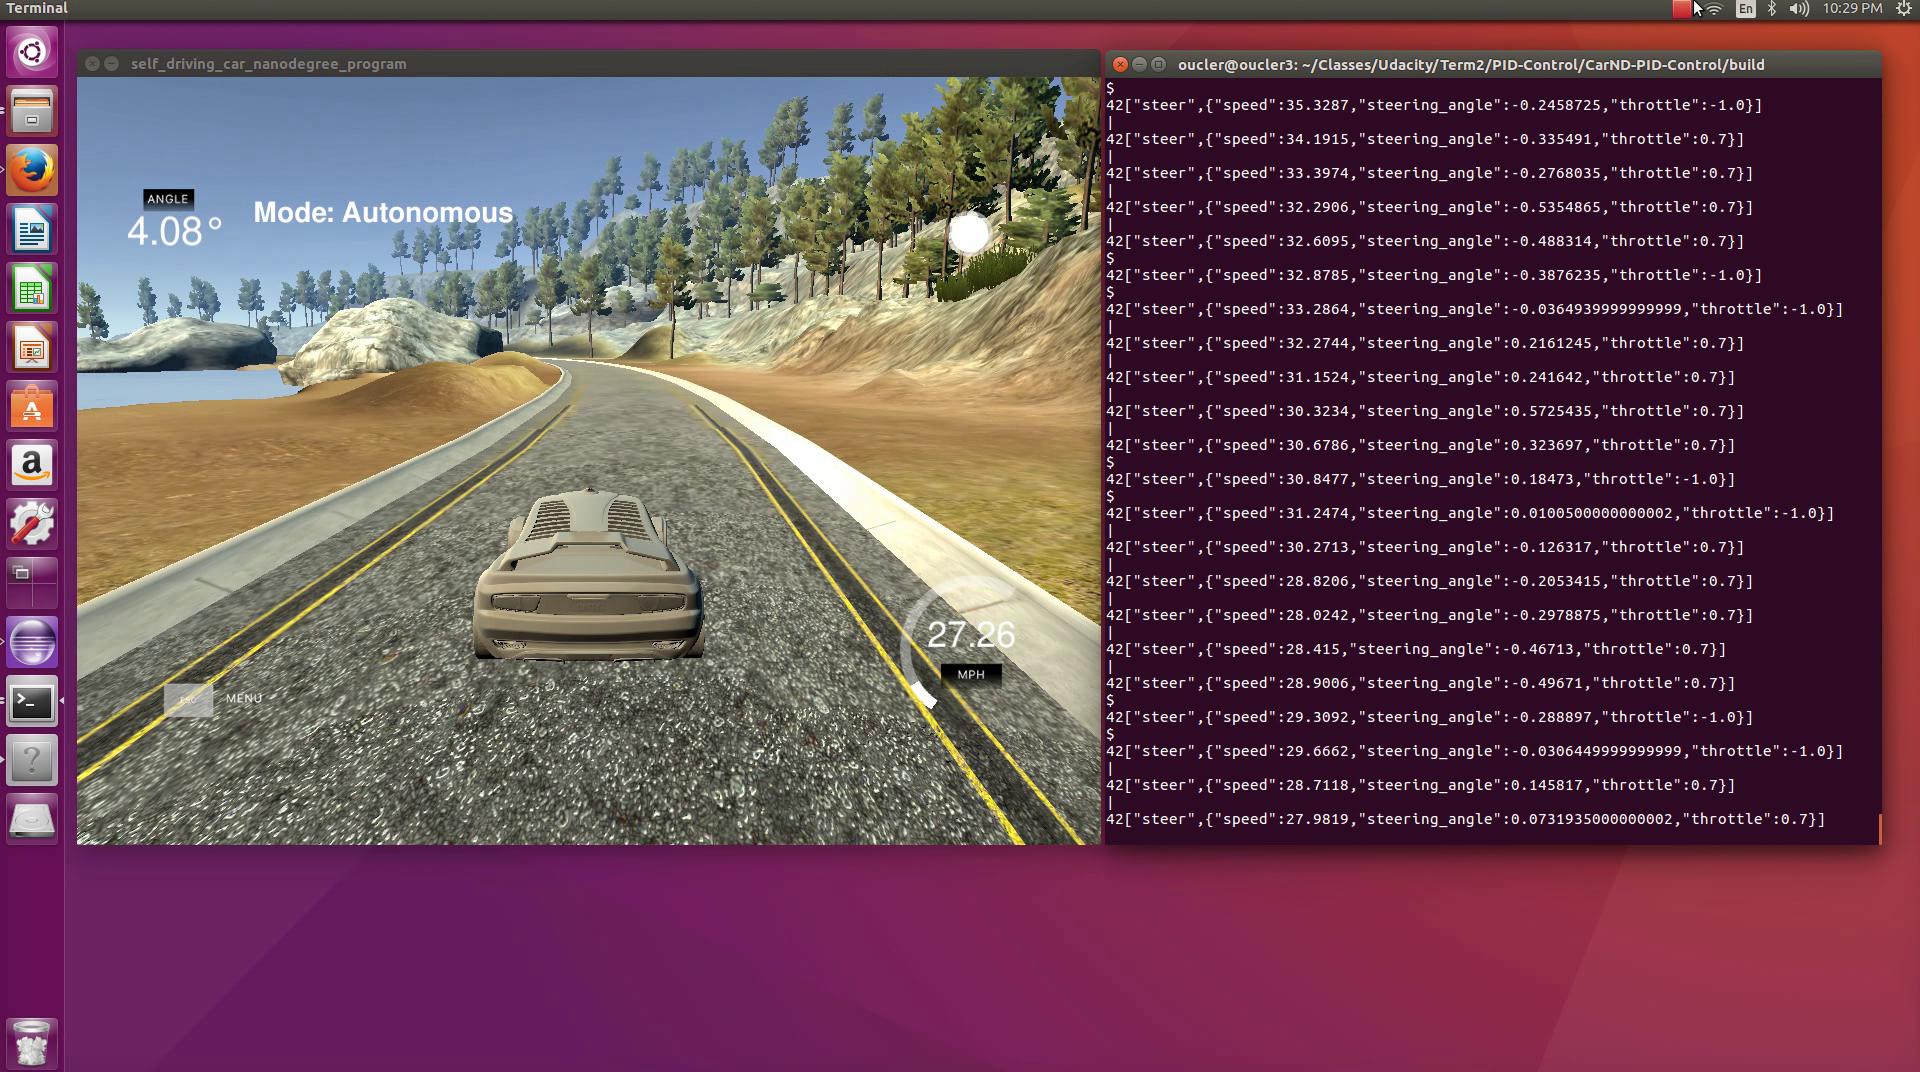 Terminal
En
10:29 PM
self_driving_car_nanodegree_program
ANGLE
4.08°
Mode: Autonomous
27.26
MPH
ESC
MENU
a
oucler@oucler3: ~/Classes/Udacity/Term2/PID-Control/CarND-PID-Control/build
$
42["steer",{"speed":35.3287,"steering_angle":-0.2458725,"throttle":-1.0}]
|
42["steer",{"speed":34.1915,"steering_angle":-0.335491,"throttle":0.7}]
|
42["steer",{"speed":33.3974,"steering_angle":-0.2768035,"throttle":0.7}]
|
42["steer",{"speed":32.2906,"steering_angle":-0.5354865,"throttle":0.7}]
|
42["steer",{"speed":32.6095,"steering_angle":-0.488314,"throttle":0.7}]
$
42["steer",{"speed":32.8785,"steering_angle":-0.3876235,"throttle":-1.0}]
$
42["steer",{"speed":33.2864,"steering_angle":-0.0364939999999999,"throttle":-1.0}]
|
42["steer",{"speed":32.2744,"steering_angle":0.2161245,"throttle":0.7}]
|
42["steer",{"speed":31.1524,"steering_angle":0.241642,"throttle":0.7}]
|
42["steer",{"speed":30.3234,"steering_angle":0.5725435,"throttle":0.7}]
|
42["steer",{"speed":30.6786,"steering_angle":0.323697,"throttle":0.7}]
$
42["steer",{"speed":30.8477,"steering_angle":0.18473,"throttle":-1.0}]
$
42["steer",{"speed":31.2474,"steering_angle":0.0100500000000002,"throttle":-1.0}]
|
42["steer",{"speed":30.2713,"steering_angle":-0.126317,"throttle":0.7}]
|
42["steer",{"speed":28.8206,"steering_angle":-0.2053415,"throttle":0.7}]
|
42["steer",{"speed":28.0242,"steering_angle":-0.2978875,"throttle":0.7}]
|
42["steer",{"speed":28.415,"steering_angle":-0.46713,"throttle":0.7}]
|
42["steer",{"speed":28.9006,"steering_angle":-0.49671,"throttle":0.7}]
$
42["steer",{"speed":29.3092,"steering_angle":-0.288897,"throttle":-1.0}]
$
42["steer",{"speed":29.6662,"steering_angle":-0.0306449999999999,"throttle":-1.0}]
|
42["steer",{"speed":28.7118,"steering_angle":0.145817,"throttle":0.7}]
|
42["steer",{"speed":27.9819,"steering_angle":0.0731935000000002,"throttle":0.7}]